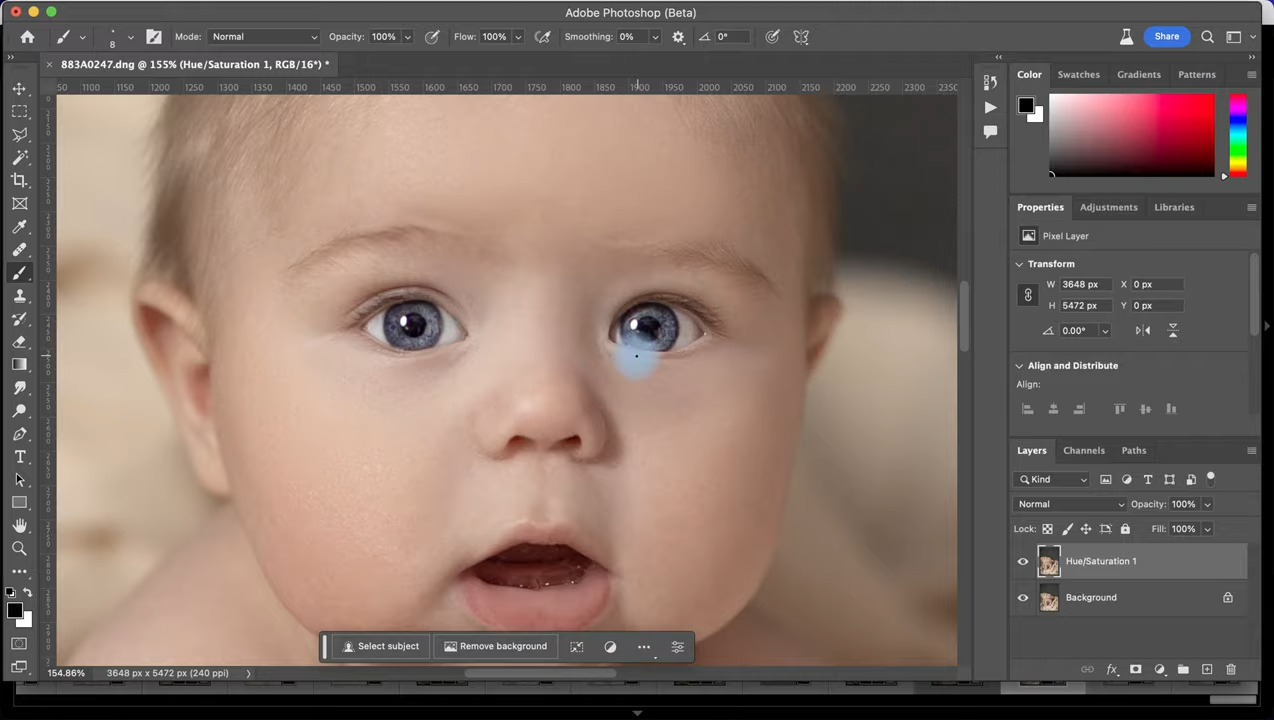 Adobe Photoshop (Beta)
8 Mode: Normal Opacity: 100% Flow: 100% Smoothing: 0% 0° Share
883A0247.dng @ 155% (Hue/Saturation 1, RGB/16*) *
50 1100 1150 1200 1250 1300 1350 1400 1450 1500 1550 1600 1650 1700 1750 1800 1850 1900 1950 2000 2050 2100 2150 2200 2250 2300 2350
Color Swatches Gradients Patterns
Properties Adjustments Libraries
Pixel Layer
Transform
W 3648 px X 0 px
H 5472 px Y 0 px
0.00°
Align and Distribute
Align:
Layers Channels Paths
Kind
Normal Opacity: 100%
Lock: Fill: 100%
Hue/Saturation 1
Background
Select subject Remove background
154.86% 3648 px x 5472 px (240 ppi)